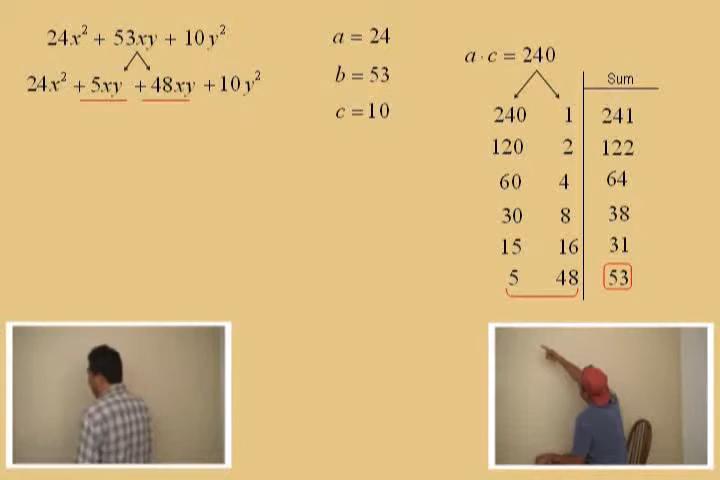 24x² + 53xy + 10y²
24x² + 5xy + 48xy + 10y²
a = 24
b = 53
c = 10
a · c = 240
Sum
240 1 241
120 2 122
60 4 64
30 8 38
15 16 31
5 48 53